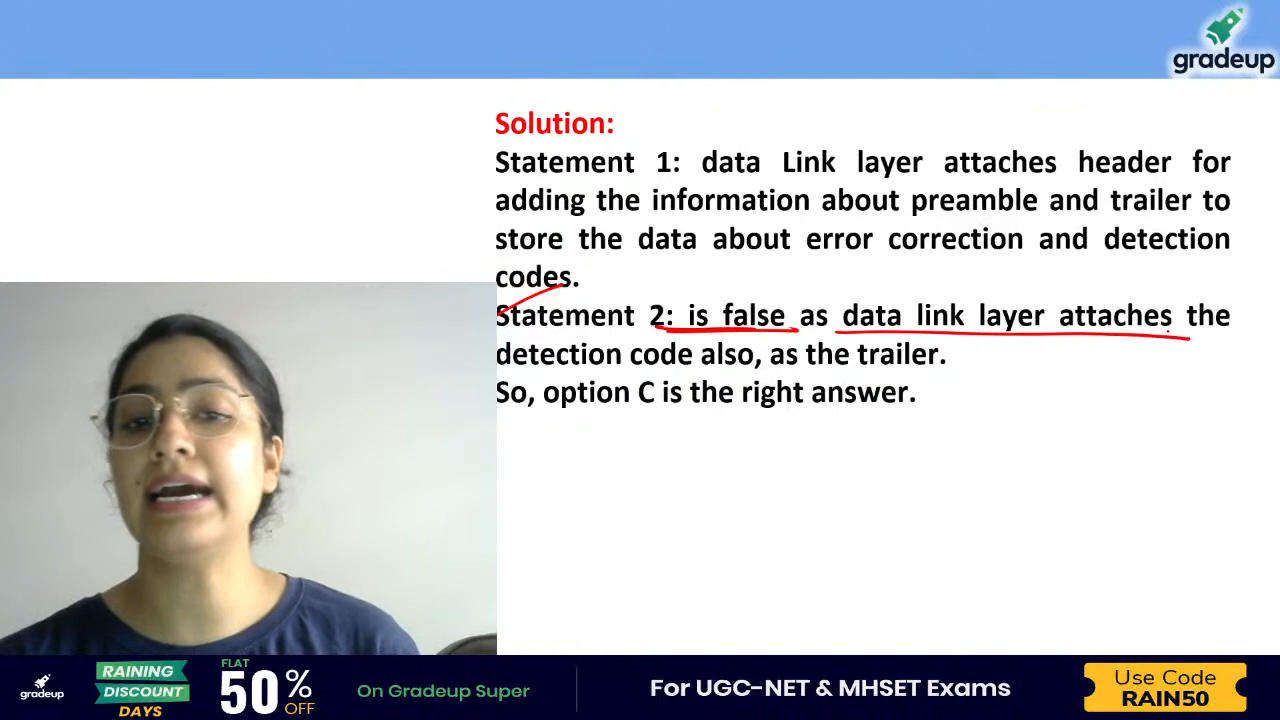 gradeup
Solution:
Statement 1: data Link layer attaches header for
adding the information about preamble and trailer to
store the data about error correction and detection
codes.
Statement 2: is false as data link layer attaches the
detection code also, as the trailer.
So, option C is the right answer.
gradeup
RAINING
DISCOUNT
DAYS
FLAT
50%
OFF
On Gradeup Super
For UGC-NET & MHSET Exams
Use Code
RAIN50